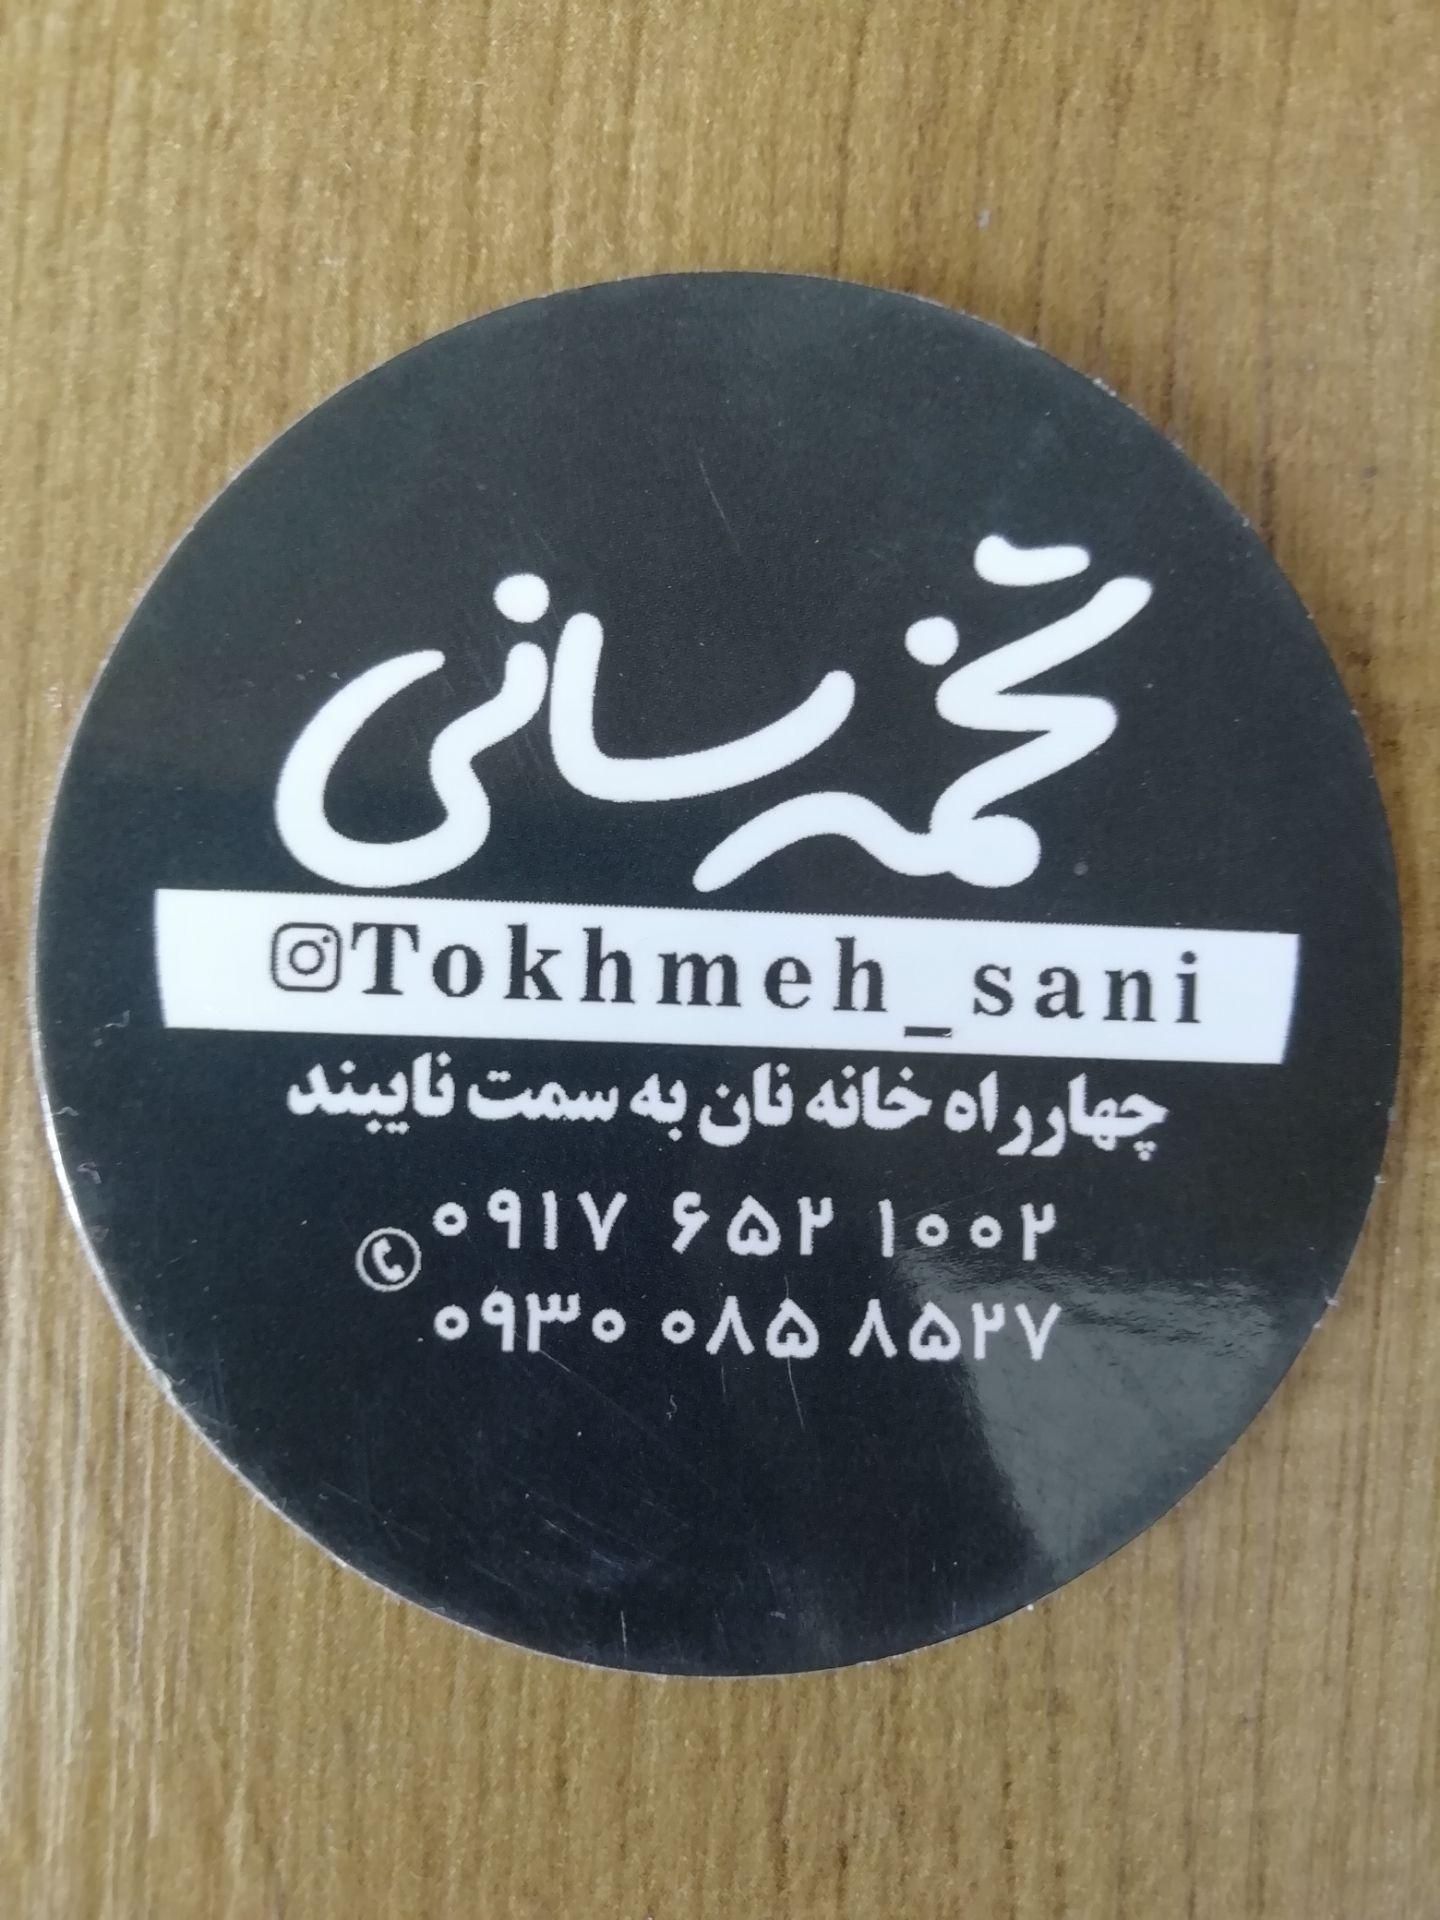 تخمه سانی
Tokhmeh_sani
چهارراه خانه نان به سمت نایبند
۰۹۱۷ ۶۵۲ ۱۰۰۲
۰۹۳۰ ۰۸۵ ۸۵۲۷